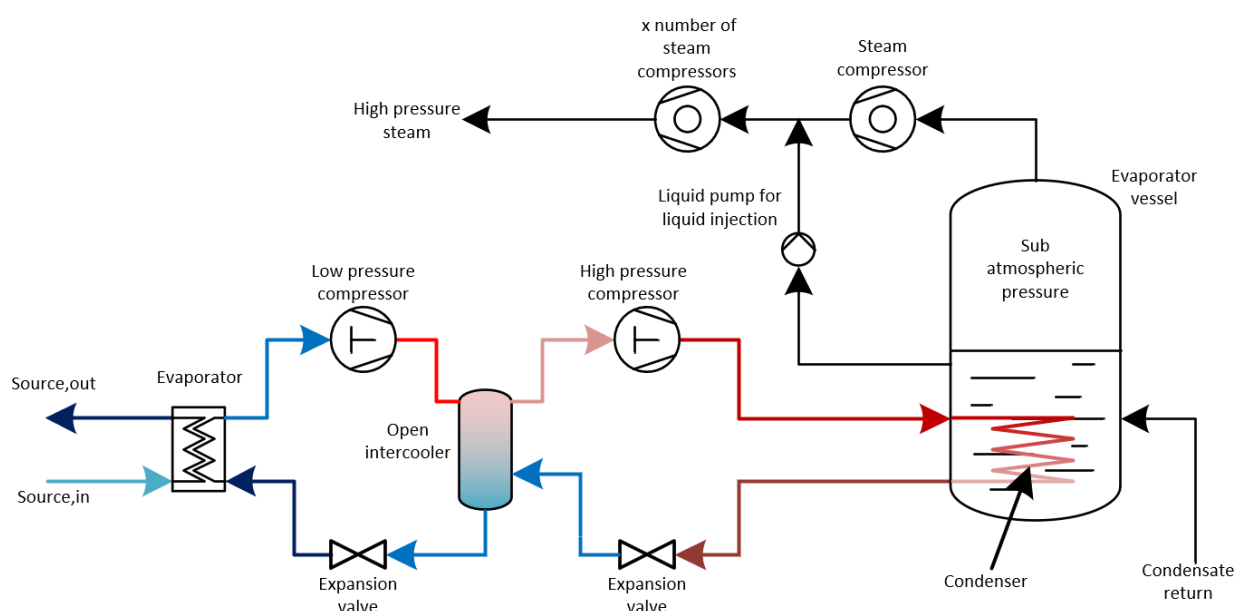 x number of
steam
compressors
Steam
compressor
High pressure
steam
Evaporator
vessel
Liquid pump for
liquid injection
Sub
atmospheric
pressure
Low pressure
compressor
High pressure
compressor
Evaporator
Source,out
Open
intercooler
Source,in
Expansion
valve
Expansion
valve
Condenser
Condensate
return